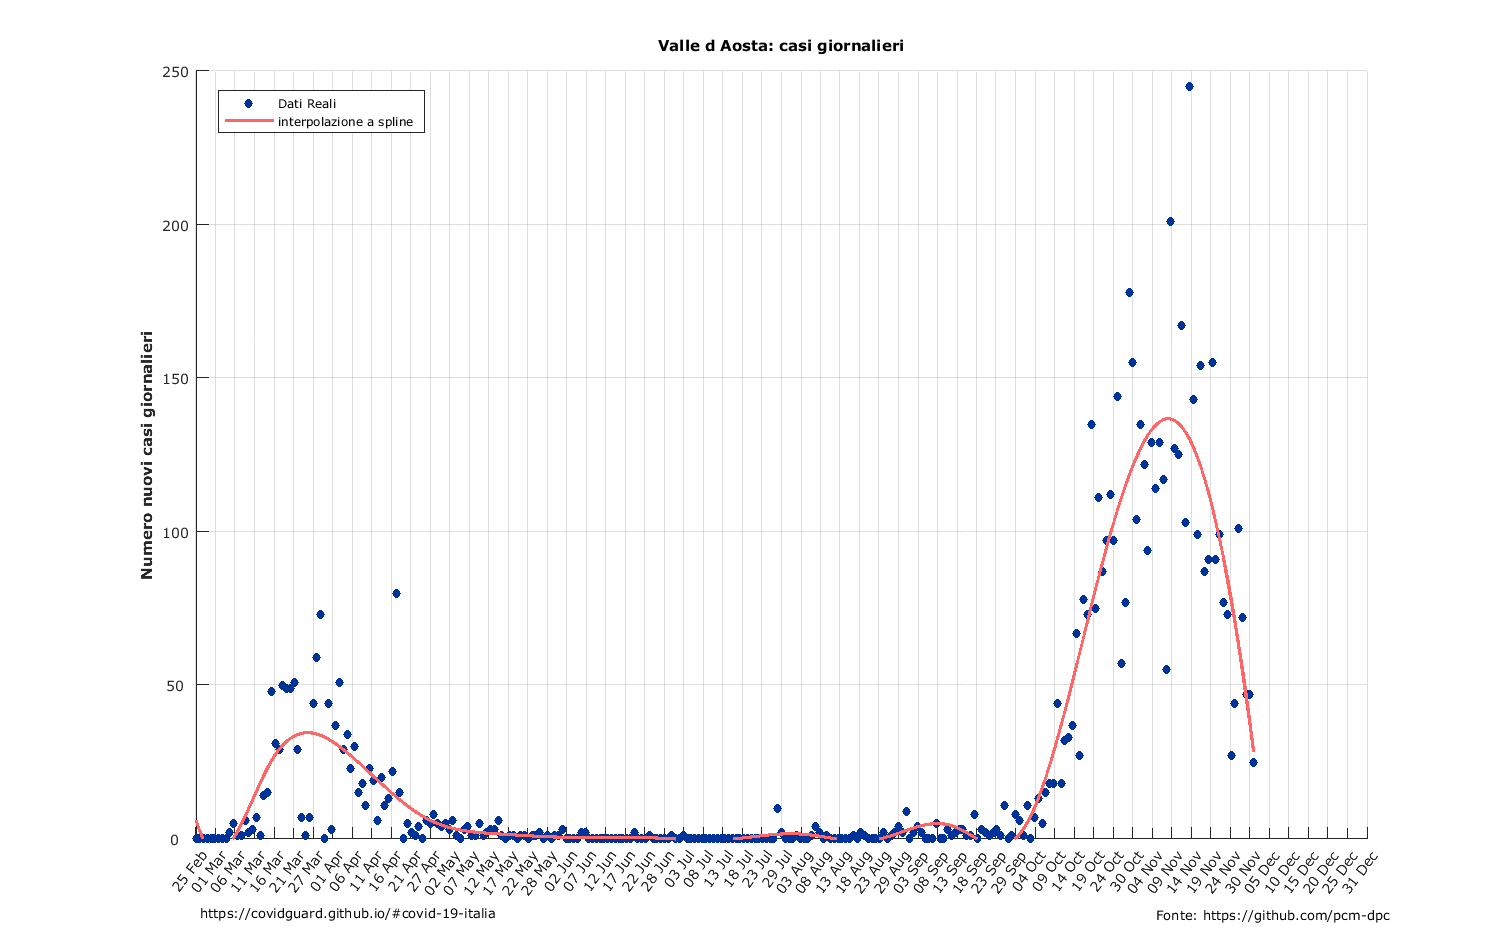 Valle d Aosta: casi giornalieri
250
200
150
100
50
0
Numero nuovi casi giornalieri
Dati Reali
interpolazione a spline
25 Feb
01 Mar
06 Mar
11 Mar
16 Mar
21 Mar
27 Mar
01 Apr
06 Apr
11 Apr
16 Apr
21 Apr
27 Apr
02 May
07 May
12 May
17 May
22 May
28 May
02 Jun
07 Jun
12 Jun
17 Jun
22 Jun
28 Jun
03 Jul
08 Jul
13 Jul
18 Jul
23 Jul
29 Jul
03 Aug
08 Aug
13 Aug
18 Aug
23 Aug
29 Aug
03 Sep
08 Sep
13 Sep
18 Sep
23 Sep
29 Sep
04 Oct
09 Oct
14 Oct
19 Oct
24 Oct
30 Oct
04 Nov
09 Nov
14 Nov
19 Nov
24 Nov
30 Nov
05 Dec
10 Dec
15 Dec
20 Dec
25 Dec
31 Dec
https://covidguard.github.io/#covid-19-italia
Fonte: https://github.com/pcm-dpc